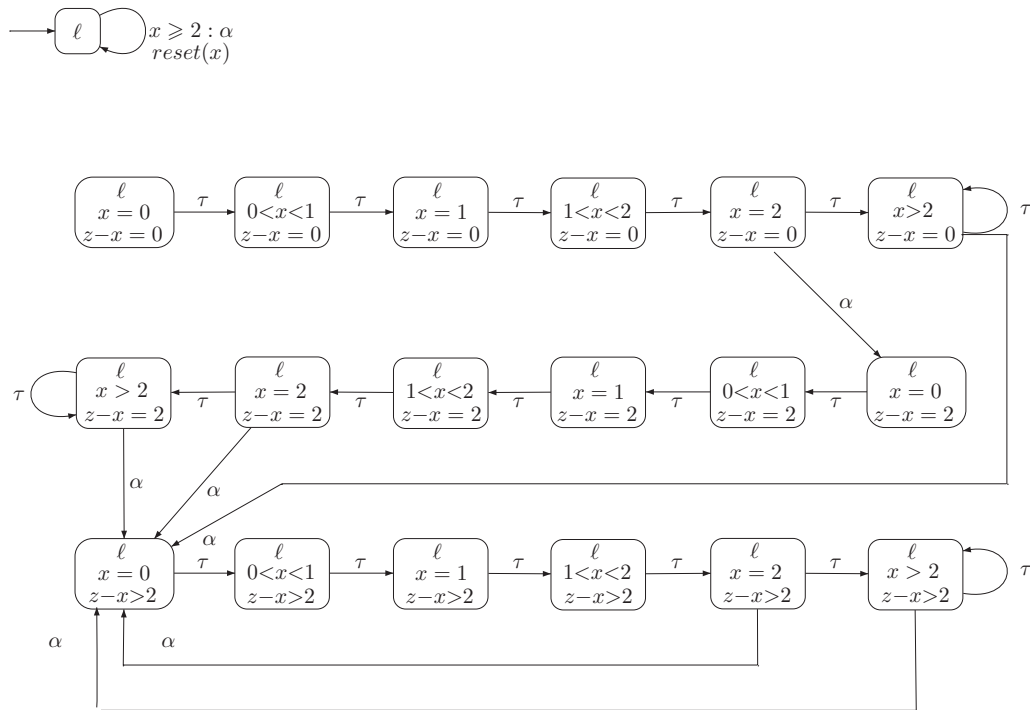 ℓ
x ⩾ 2 : α
reset(x)
ℓ ℓ ℓ ℓ ℓ ℓ
x = 0 τ 0<x<1 τ x = 1 τ 1<x<2 τ x = 2 τ x>2 τ
z−x = 0 z−x = 0 z−x = 0 z−x = 0 z−x = 0 z−x = 0
α
ℓ ℓ ℓ ℓ ℓ ℓ
τ x > 2 τ x = 2 τ 1<x<2 τ x = 1 τ 0<x<1 τ x = 0
z−x = 2 z−x = 2 z−x = 2 z−x = 2 z−x = 2 z−x = 2
α α
α
ℓ ℓ ℓ ℓ ℓ ℓ
x = 0 τ 0<x<1 τ x = 1 τ 1<x<2 τ x = 2 τ x > 2 τ
z−x>2 z−x>2 z−x>2 z−x>2 z−x>2 z−x>2
α α